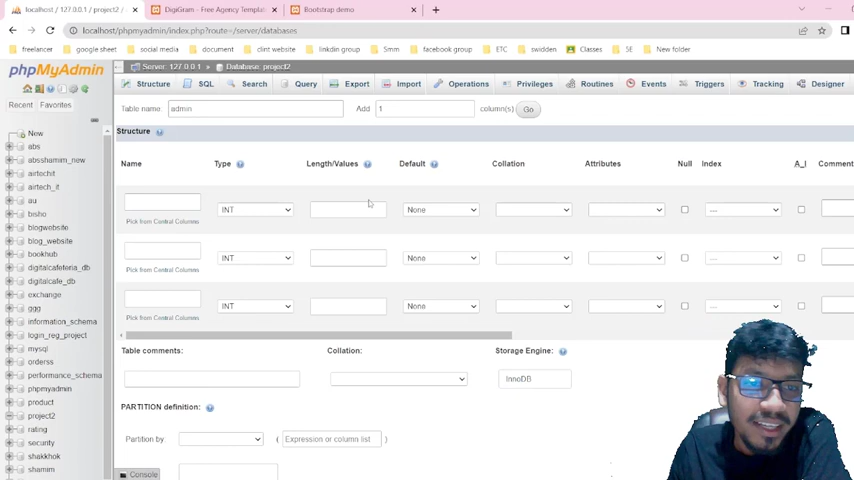 localhost / 127.0.0.1 / project2 /
DigiGram - Free Agency Templat
Bootstrap demo
localhost/phpmyadmin/index.php?route=/server/databases
freelancer google sheet social media document clint website linkdin group 5mm facebook group ETC swidden Classes SE New folder
phpMyAdmin
Recent Favorites
New
abs
absshamim_new
airtechit
airtech_it
au
bisho
blogwebsite
blog_website
bookhub
digitalcafeteria_db
digitalcafe_db
exchange
ggg
information_schema
login_reg_project
mysql
orderss
performance_schema
phpmyadmin
product
project2
rating
security
shakkhok
shamim
Server: 127.0.0.1 » Database: project2
Structure SQL Search Query Export Import Operations Privileges Routines Events Triggers Tracking Designer
Table name admin Add 1 column(s) Go
Structure
Name Type Length/Values Default Collation Attributes Null Index A_I Comment
INT None ---
Pick from Central Columns
INT None ---
Pick from Central Columns
INT None ---
Pick from Central Columns
Table comments: Collation: Storage Engine:
InnoDB
PARTITION definition:
Partition by ( Expression or column list )
Console